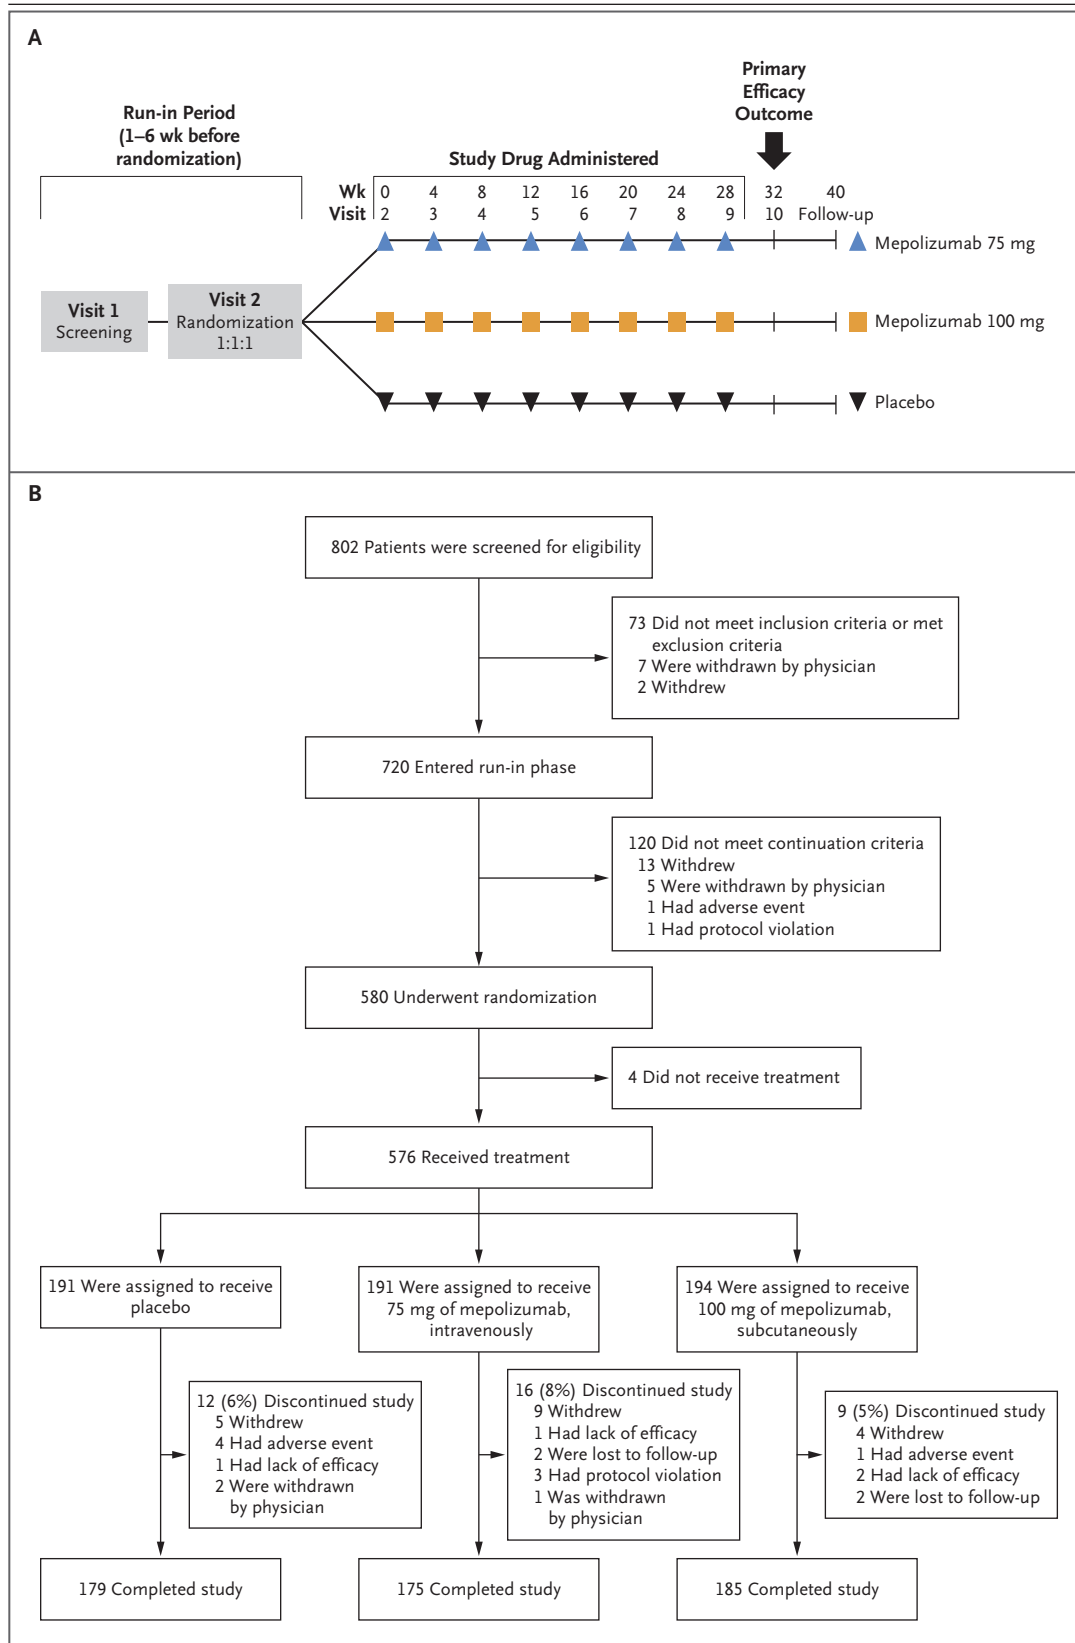 A
Primary
Efficacy
Outcome
Run-in Period
(1–6 wk before
randomization)
Study Drug Administered
Wk 0 4 8 12 16 20 24 28 32 40
Visit 2 3 4 5 6 7 8 9 10 Follow-up
Mepolizumab 75 mg
Visit 1
Screening
Visit 2
Randomization
1:1:1
Mepolizumab 100 mg
Placebo
B
802 Patients were screened for eligibility
73 Did not meet inclusion criteria or met
exclusion criteria
7 Were withdrawn by physician
2 Withdrew
720 Entered run-in phase
120 Did not meet continuation criteria
13 Withdrew
5 Were withdrawn by physician
1 Had adverse event
1 Had protocol violation
580 Underwent randomization
4 Did not receive treatment
576 Received treatment
191 Were assigned to receive
placebo
191 Were assigned to receive
75 mg of mepolizumab,
intravenously
194 Were assigned to receive
100 mg of mepolizumab,
subcutaneously
12 (6%) Discontinued study
5 Withdrew
4 Had adverse event
1 Had lack of efficacy
2 Were withdrawn
by physician
16 (8%) Discontinued study
9 Withdrew
1 Had lack of efficacy
2 Were lost to follow-up
3 Had protocol violation
1 Was withdrawn
by physician
9 (5%) Discontinued study
4 Withdrew
1 Had adverse event
2 Had lack of efficacy
2 Were lost to follow-up
179 Completed study
175 Completed study
185 Completed study